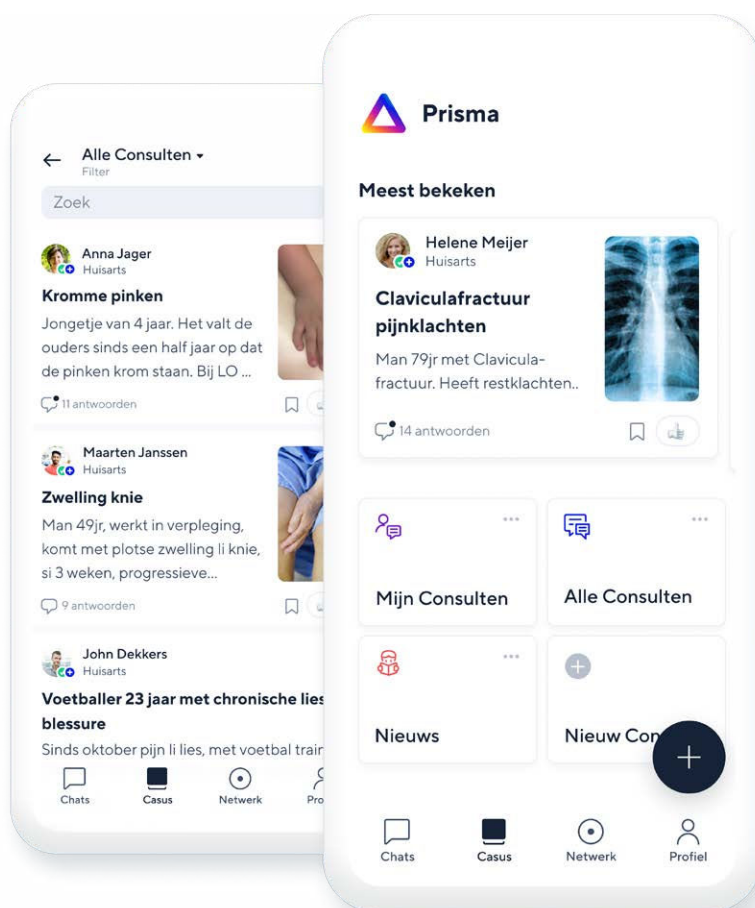 Alle Consulten
Filter
Zoek
Anna Jager
Huisarts
Kromme pinken
Jongetje van 4 jaar. Het valt de
ouders sinds een half jaar op dat
de pinken krom staan. Bij LO ...
11 antwoorden
Maarten Janssen
Huisarts
Zwelling knie
Man 49jr, werkt in verpleging,
komt met plotse zwelling li knie,
si 3 weken, progressieve...
9 antwoorden
John Dekkers
Huisarts
Voetballer 23 jaar met chronische lies
blessure
Sinds oktober pijn li lies, met voetbal
Chats
Casus
Netwerk
Prisma
Meest bekeken
Helene Meijer
Huisarts
Claviculafractuur
pijnklachten
Man 79jr met Clavicula-
fractuur. Heeft restklachten..
14 antwoorden
Mijn Consulten
Alle Consulten
Nieuws
Nieuw
Chats
Casus
Netwerk
Profiel